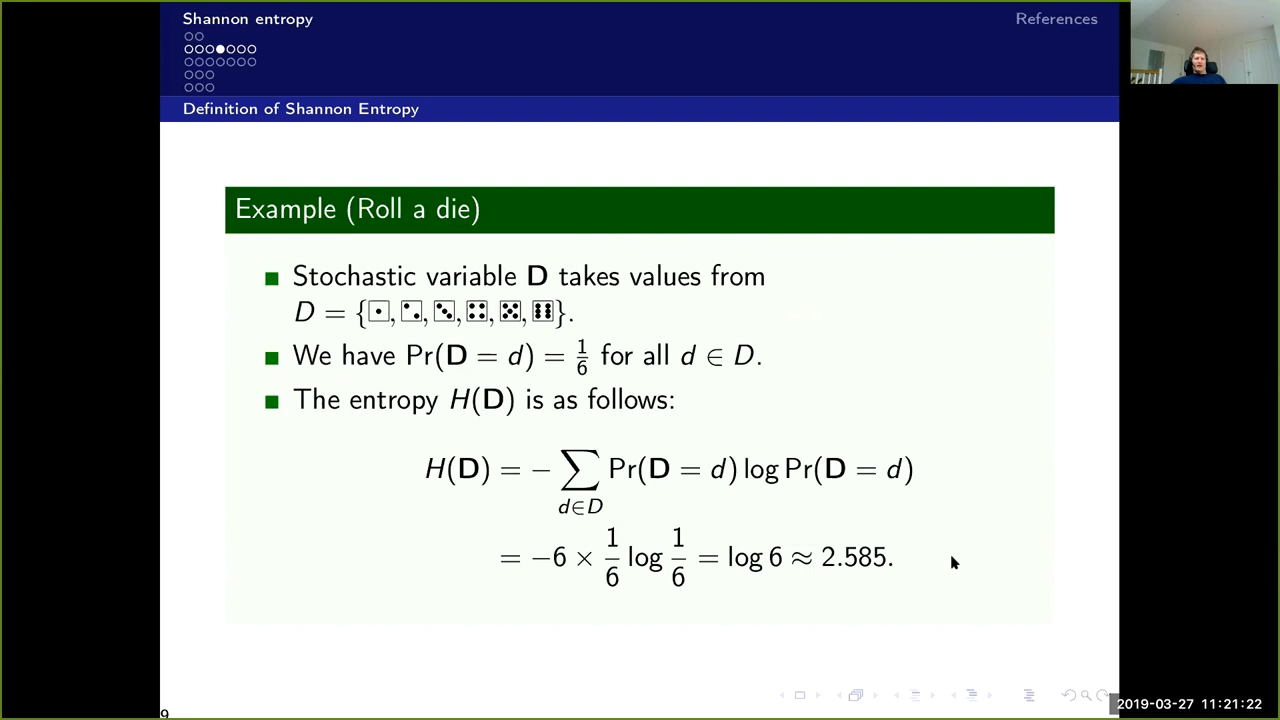 Shannon entropy
References
Definition of Shannon Entropy
Example (Roll a die)
Stochastic variable D takes values from
D = {⚀, ⚁, ⚂, ⚃, ⚄, ⚅}.
We have Pr(D = d) = 1/6 for all d ∈ D.
The entropy H(D) is as follows:
H(D) = − ∑_{d∈D} Pr(D = d) log Pr(D = d)
= −6 × 1/6 log 1/6 = log 6 ≈ 2.585.
2019-03-27 11:21:22
9